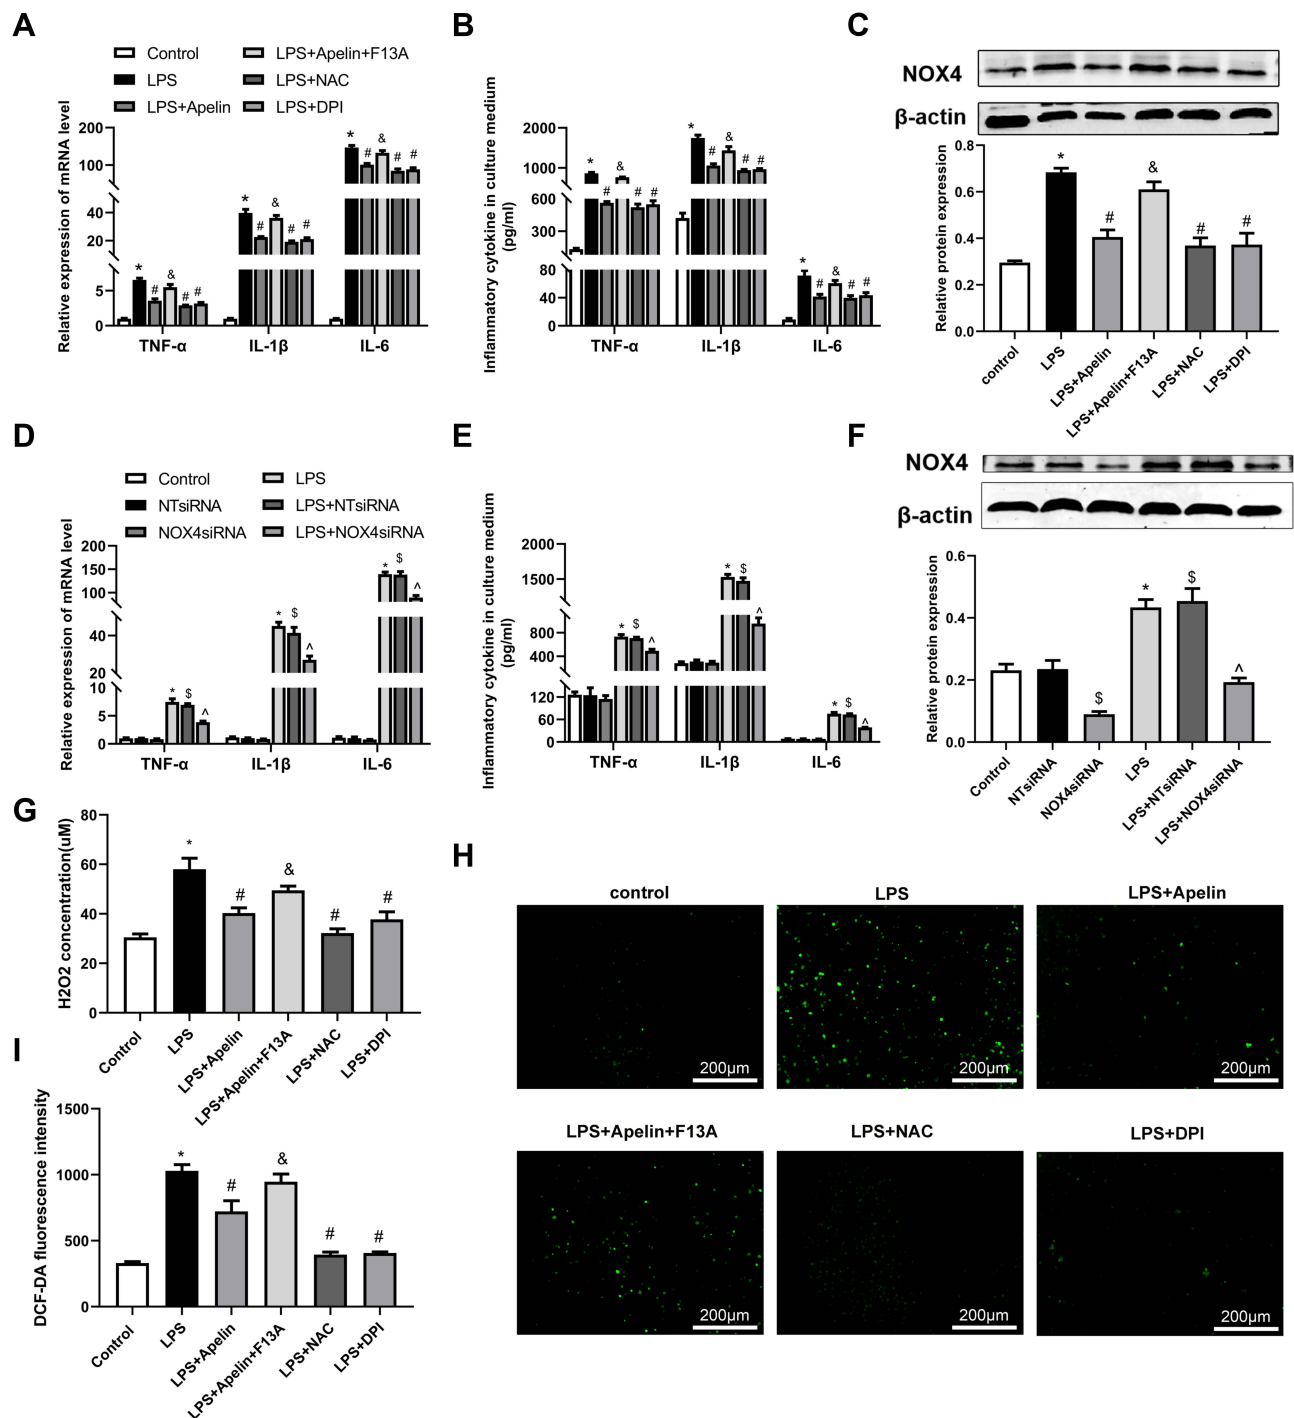 A
Control
LPS+Apelin+F13A
LPS
LPS+NAC
LPS+Apelin
LPS+DPI
Relative expression of mRNA level
200
100
40
20
5
0
* # & # #
* # & # #
* # & # #
TNF-α IL-1β IL-6
B
Inflammatory cytokine in culture medium
(pg/ml)
2000
1000
600
300
80
40
0
* # & # #
* # & # #
* # & # #
TNF-α IL-1β IL-6
C
NOX4
β-actin
Relative protein expression
0.8
0.6
0.4
0.2
0.0
* # & # #
control
LPS
LPS+Apelin
LPS+Apelin+F13A
LPS+NAC
LPS+DPI
D
Control
LPS
NTsiRNA
LPS+NTsiRNA
NOX4siRNA
LPS+NOX4siRNA
Relative expression of mRNA level
200
150
100
40
20
10
5
0
* $ ^
* $ ^
* $ ^
TNF-α IL-1β IL-6
E
Inflammatory cytokine in culture medium
(pg/ml)
2000
1500
800
400
120
60
0
* $ ^
* $ ^
* $ ^
TNF-α IL-1β IL-6
F
NOX4
β-actin
Relative protein expression
0.6
0.4
0.2
0.0
$ * $ ^
Control
NTsiRNA
NOX4siRNA
LPS
LPS+NTsiRNA
LPS+NOX4siRNA
G
H2O2 concentration(uM)
80
60
40
20
0
* # & # #
Control
LPS
LPS+Apelin
LPS+Apelin+F13A
LPS+NAC
LPS+DPI
H
control
LPS
LPS+Apelin
200μm
200μm
200μm
LPS+Apelin+F13A
LPS+NAC
LPS+DPI
200μm
200μm
200μm
I
DCF-DA fluorescence intensity
1500
1000
500
0
* # & # #
Control
LPS
LPS+Apelin
LPS+Apelin+F13A
LPS+NAC
LPS+DPI